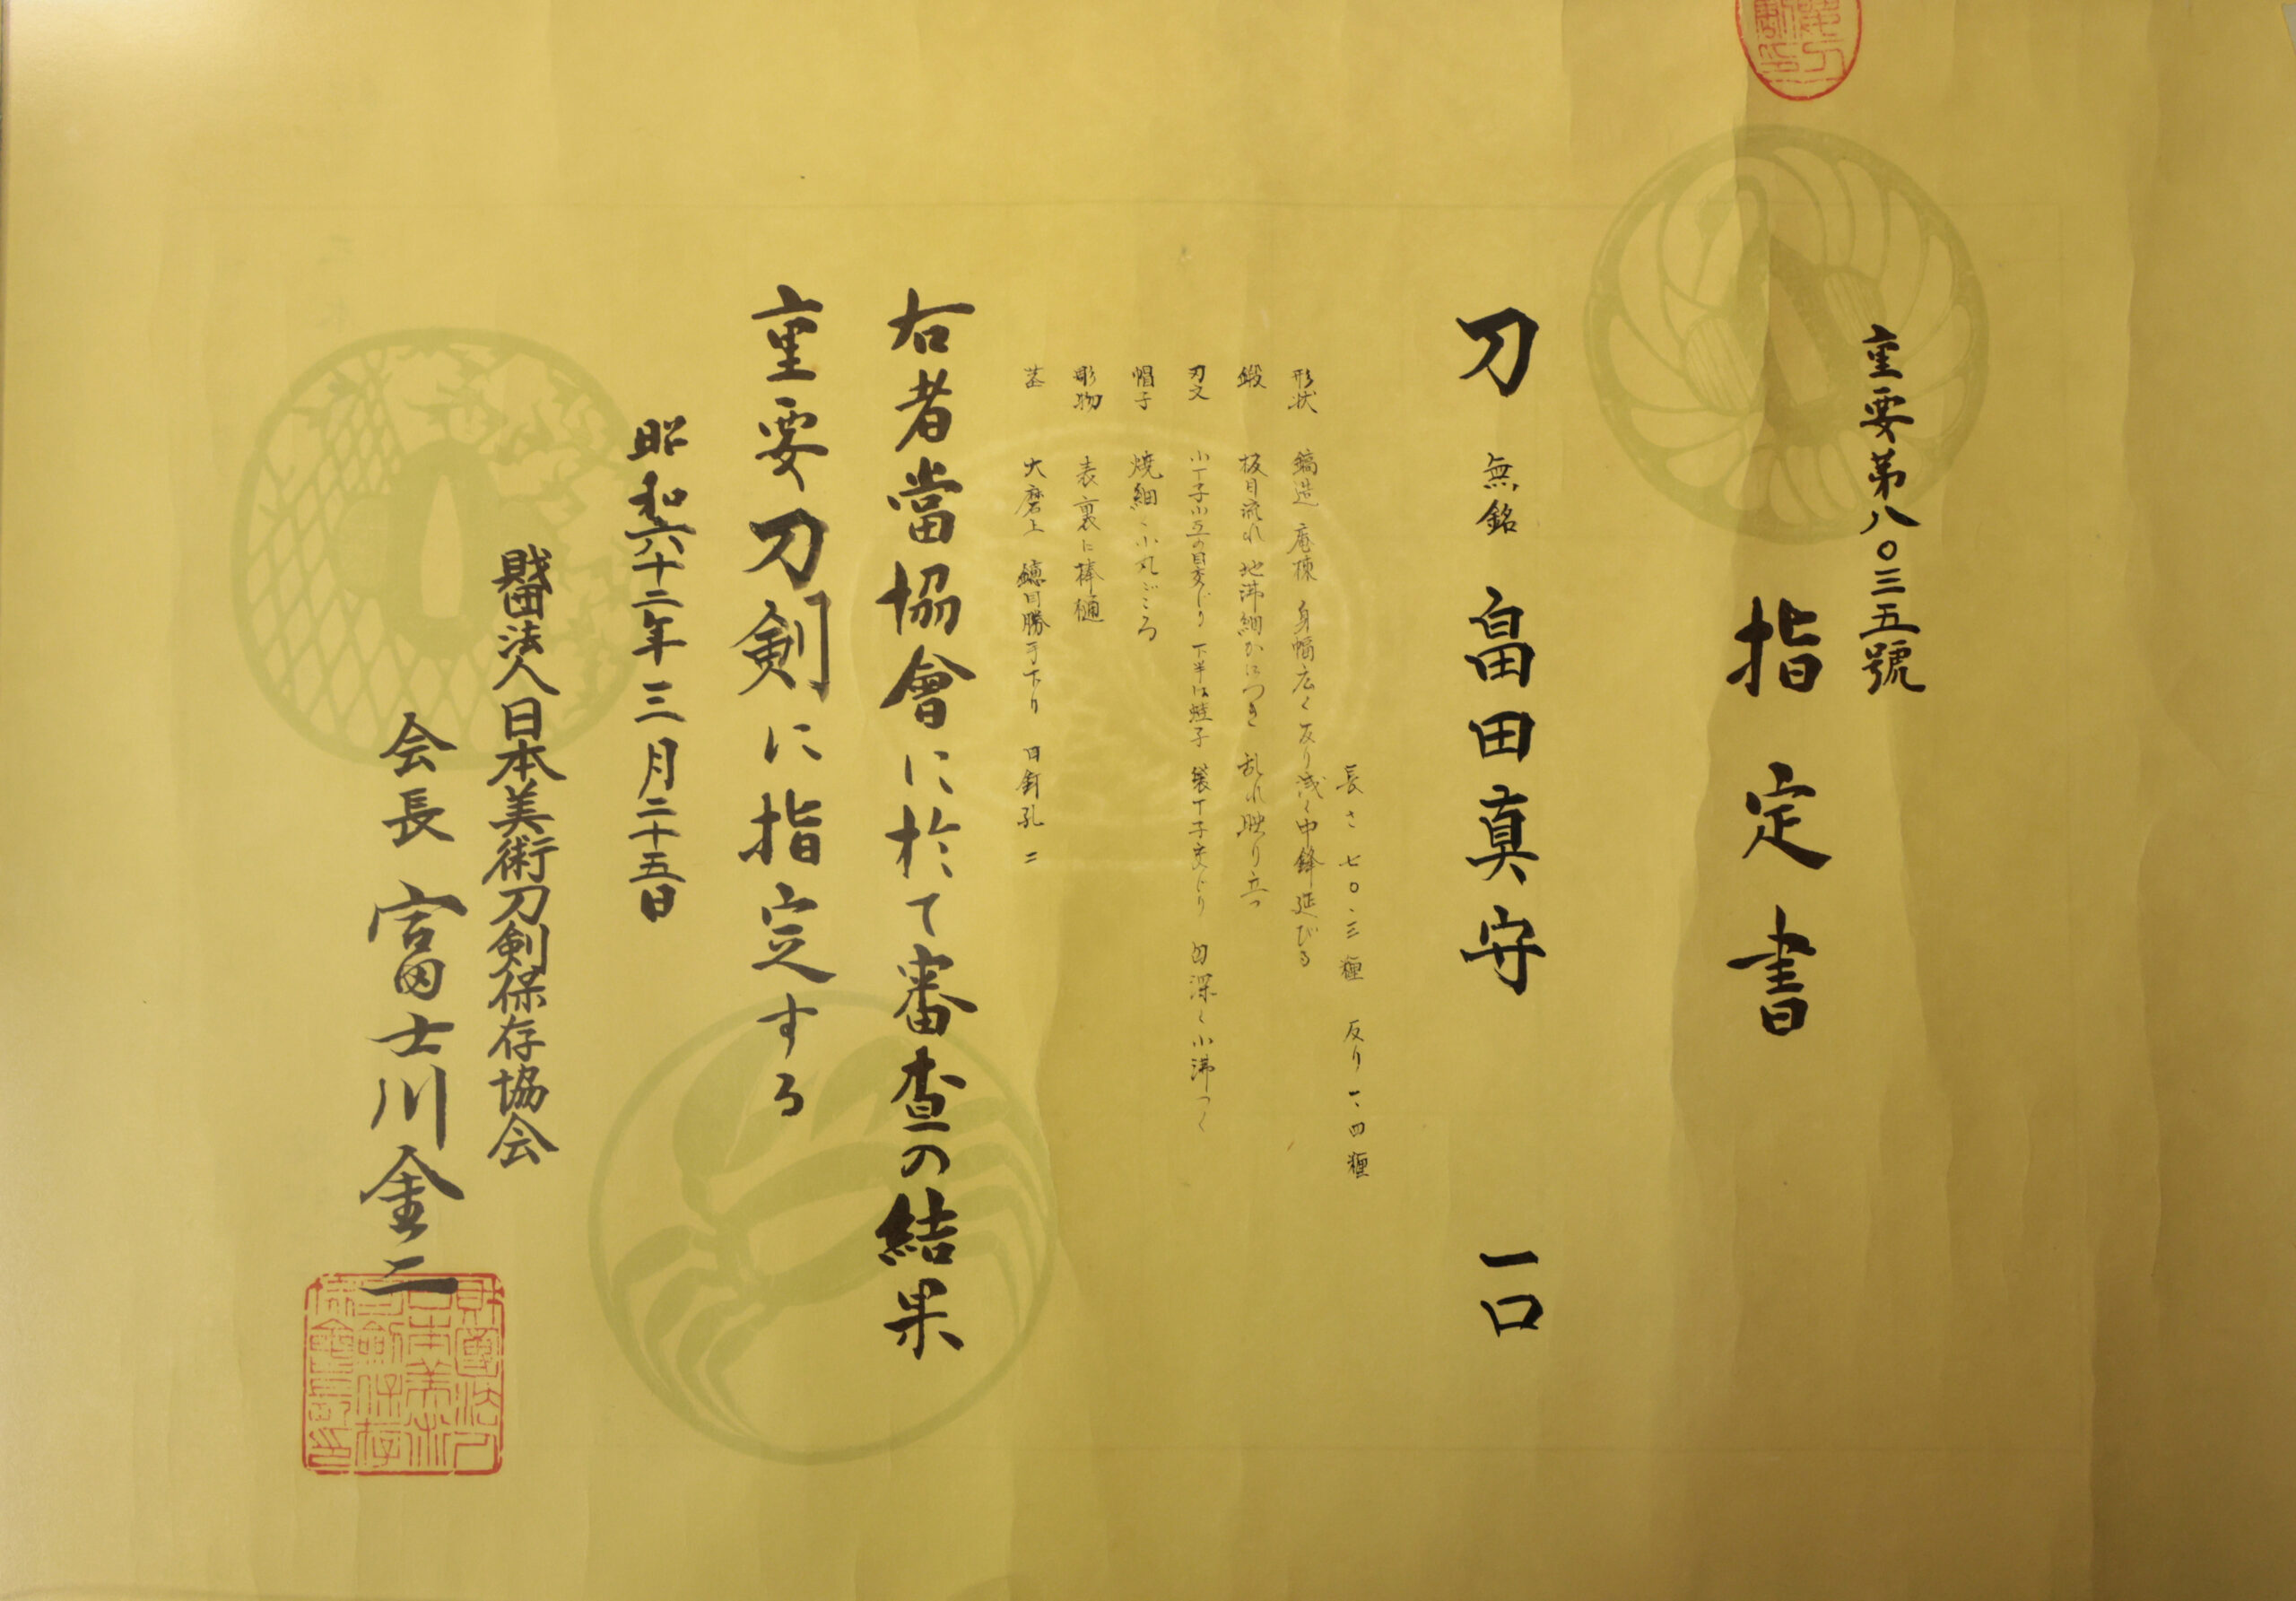 重要第八〇三五號
指定書
刀 無銘 畠田真守 一口
長さ 七〇・三糎 反り 一・四糎
形状 鎬造 庵棟 身幅広く 反り浅く中鋒延びる
鍛 板目流れ 地沸細かにつき 乱れ映り立つ
刃文 小丁子小互の目交じり 下半は蛙子 袋丁子交じり 匂深く小沸つく
帽子 焼細く小丸ごころ
彫物 表裏に棒樋
茎 大磨上 鑢目勝手下り 目釘孔 二
右者當協會に於て審査の結果
重要刀剣に指定する
昭和六十二年三月二十五日
財団法人日本美術刀剣保存協会
会長 富士川金二